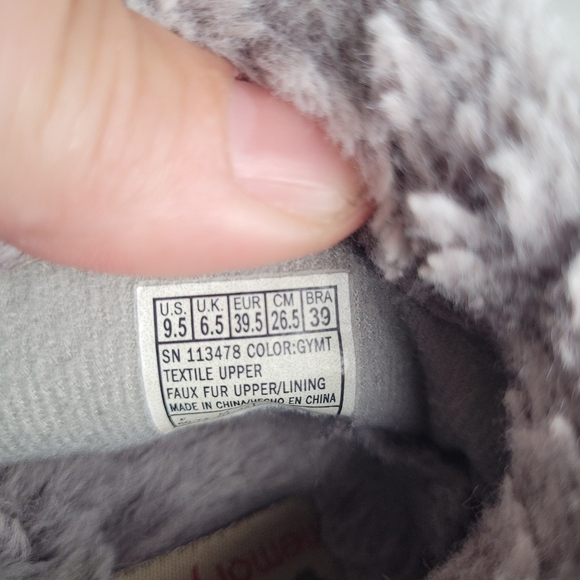 U.S. U.K. EUR CM BRA
9.5 6.5 39.5 26.5 39
SN 113478 COLOR:GYMT
TEXTILE UPPER
FAUX FUR UPPER/LINING
MADE IN CHINA/HECHO EN CHINA